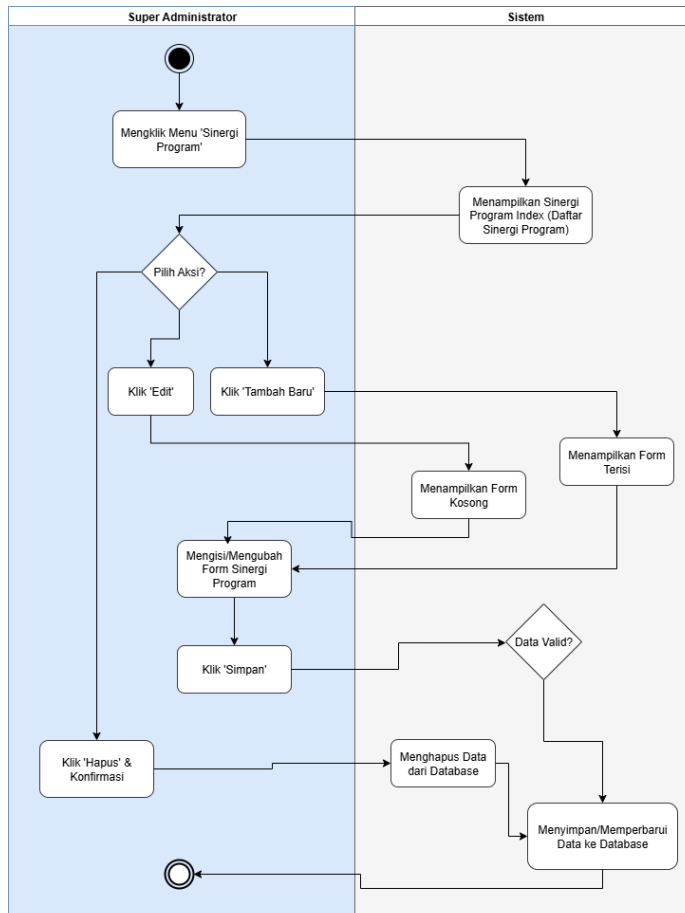 Super Administrator
Sistem
Mengklik Menu 'Sinergi
Program'
Menampilkan Sinergi
Program Index (Daftar
Sinergi Program)
Pilih Aksi?
Klik 'Edit'
Klik 'Tambah Baru'
Menampilkan Form
Terisi
Menampilkan Form
Kosong
Mengisi/Mengubah
Form Sinergi
Program
Data Valid?
Klik 'Simpan'
Klik 'Hapus' &
Konfirmasi
Menghapus Data
dari Database
Menyimpan/Memperbarui
Data ke Database